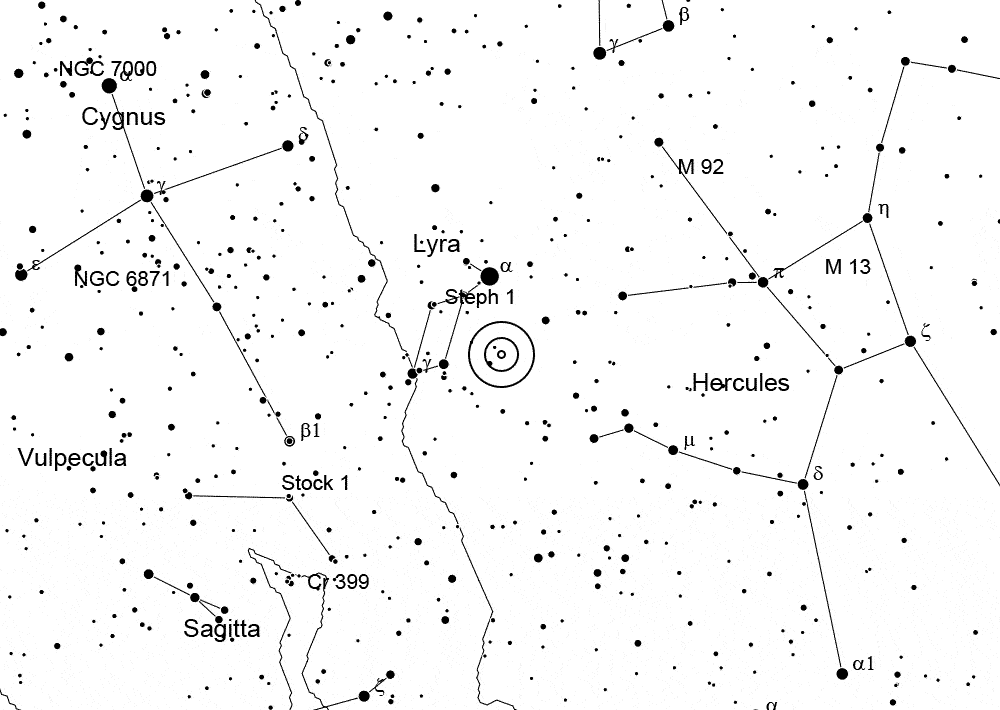 β
γ
NGC 7000
α
Cygnus
δ
M 92
γ
η
Lyra
ε
α
M 13
π
NGC 6871
Steph 1
ζ
γ
Hercules
β1
μ
Vulpecula
δ
Stock 1
Cr 399
Sagitta
α1
ζ
α